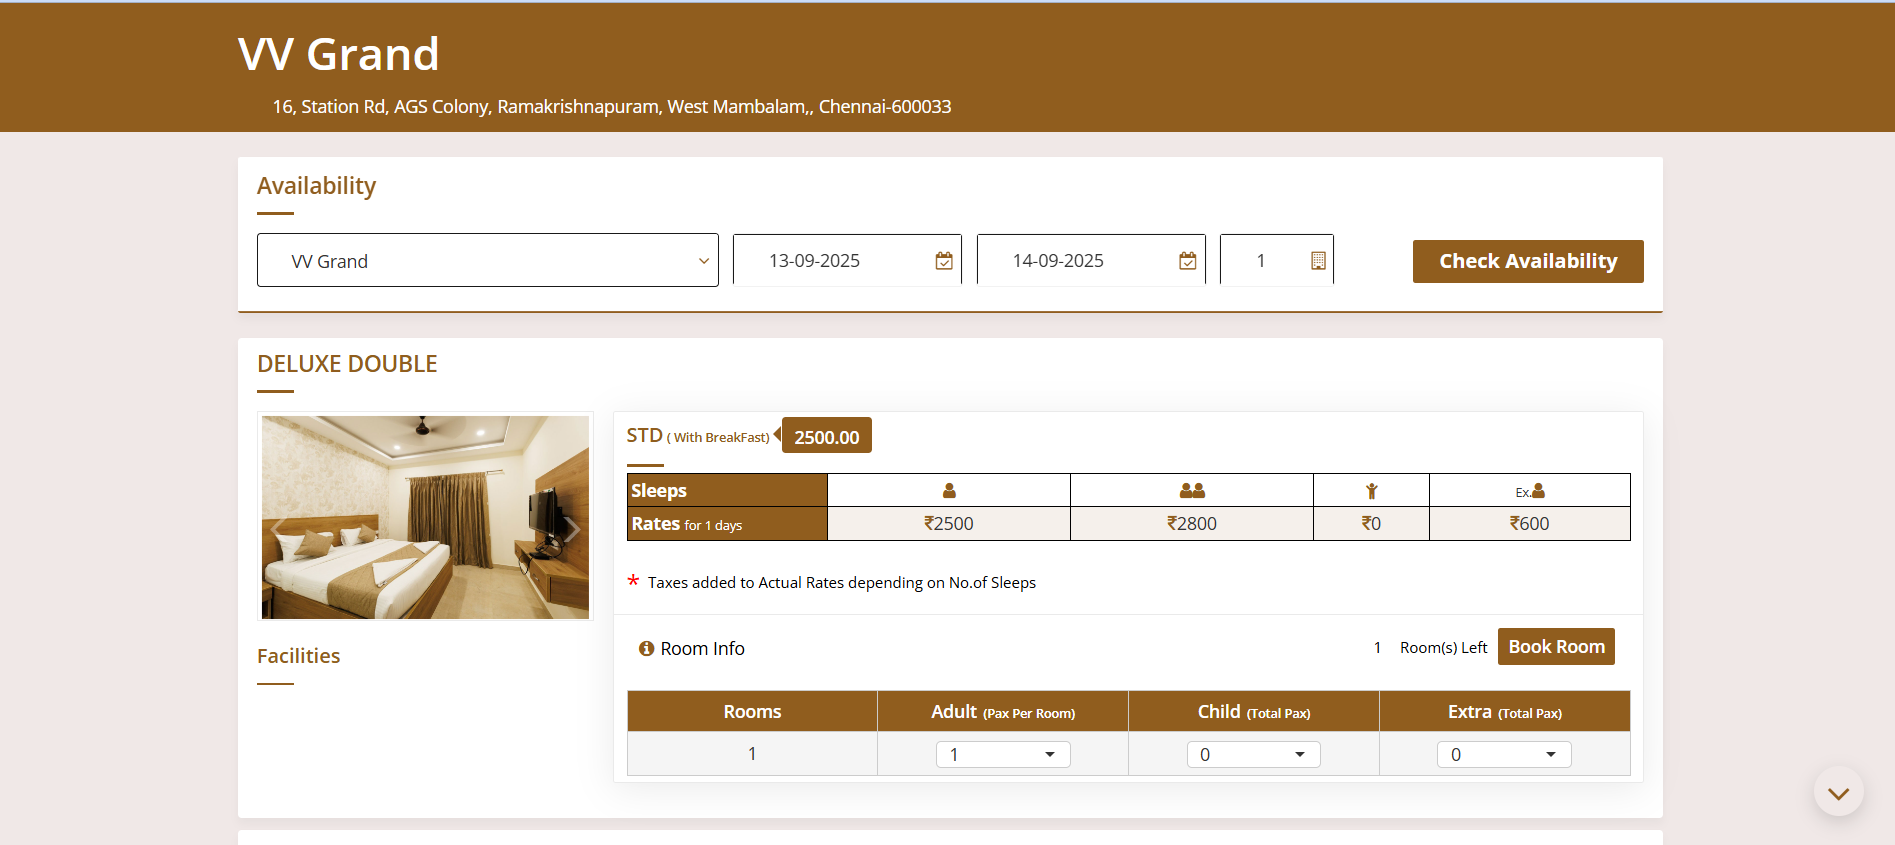 VV Grand
16, Station Rd, AGS Colony, Ramakrishnapuram, West Mambalam,, Chennai-600033
Availability
VV Grand
13-09-2025
14-09-2025
1
Check Availability
DELUXE DOUBLE
STD ( With BreakFast) 2500.00
Sleeps Ex.
Rates for 1 days ₹2500 ₹2800 ₹0 ₹600
* Taxes added to Actual Rates depending on No.of Sleeps
Facilities
Room Info
1 Room(s) Left Book Room
Rooms Adult (Pax Per Room) Child (Total Pax) Extra (Total Pax)
1 1 0 0